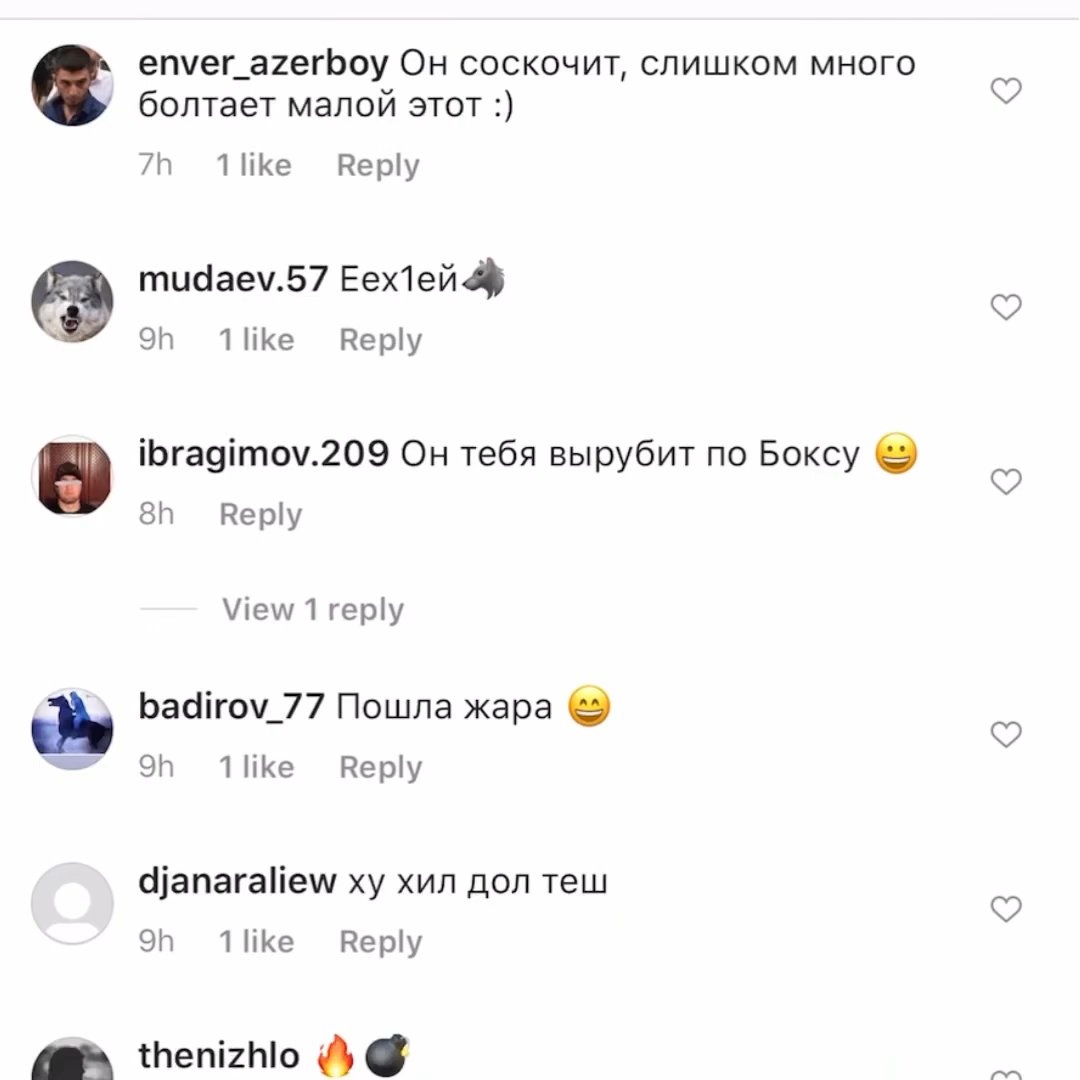 enver_azerboy Он соскочит, слишком много
болтает малой этот :)
7h 1 like Reply
mudaev.57 Еех1ей🐺
9h 1 like Reply
ibragimov.209 Он тебя вырубит по Боксу 😀
8h Reply
View 1 reply
badirov_77 Пошла жара 😄
9h 1 like Reply
djanaraliew ху хил дол теш
9h 1 like Reply
thenizhlo 🔥💣